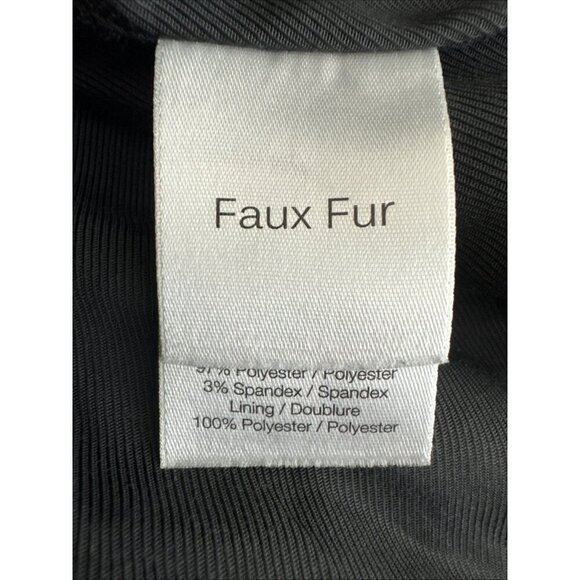 Faux Fur
97% Polyester / Polyester
3% Spandex / Spandex
Lining / Doublure
100% Polyester / Polyester